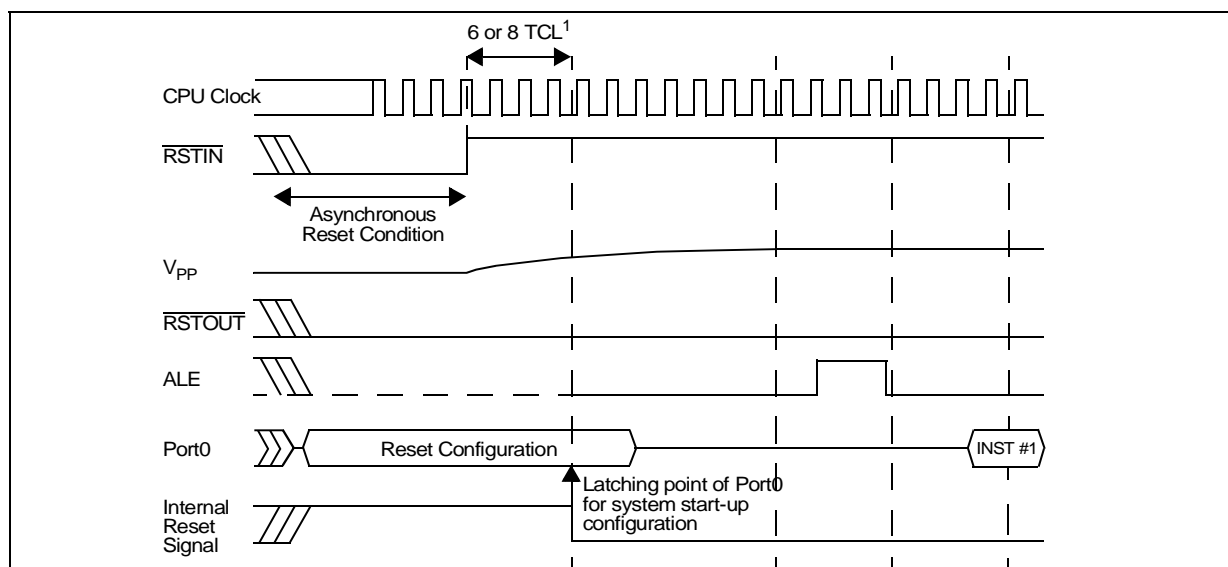 6 or 8 TCL1
CPU Clock
RSTIN
Asynchronous
Reset Condition
VPP
RSTOUT
ALE
Port0
Reset Configuration
INST #1
Latching point of Port0
for system start-up
configuration
Internal
Reset
Signal